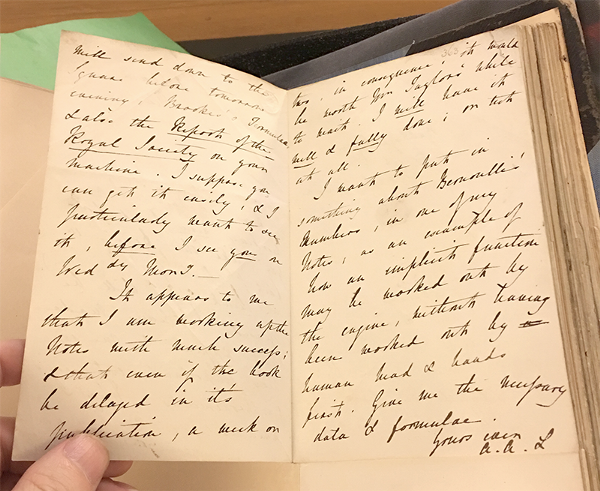 will send down to the
Square before tomorrow
evening, Brooke's Formulae,
& also the Report of the
Royal Society on your
machine. I suppose you
can get it easily, & I
particularly want to see
it, before I see you on
Wed'dy Morn'g.
It appears to me
that I am working up the
Notes with much success;
& that even if the book
be delayed in it's
publication, a week or
two, in consequence, it would
be worth Mr Taylor's while
to wait. I will have it
well & fully done; or not
at all.
I want to put in
something about Bernoulli's
Numbers, in one of my
Notes, as an example of
how an implicit function
may be worked out by
the engine, without having
been worked out by
human head & hands
first. Give me the necessary
data & formulae.
Yours ever
A. A. L